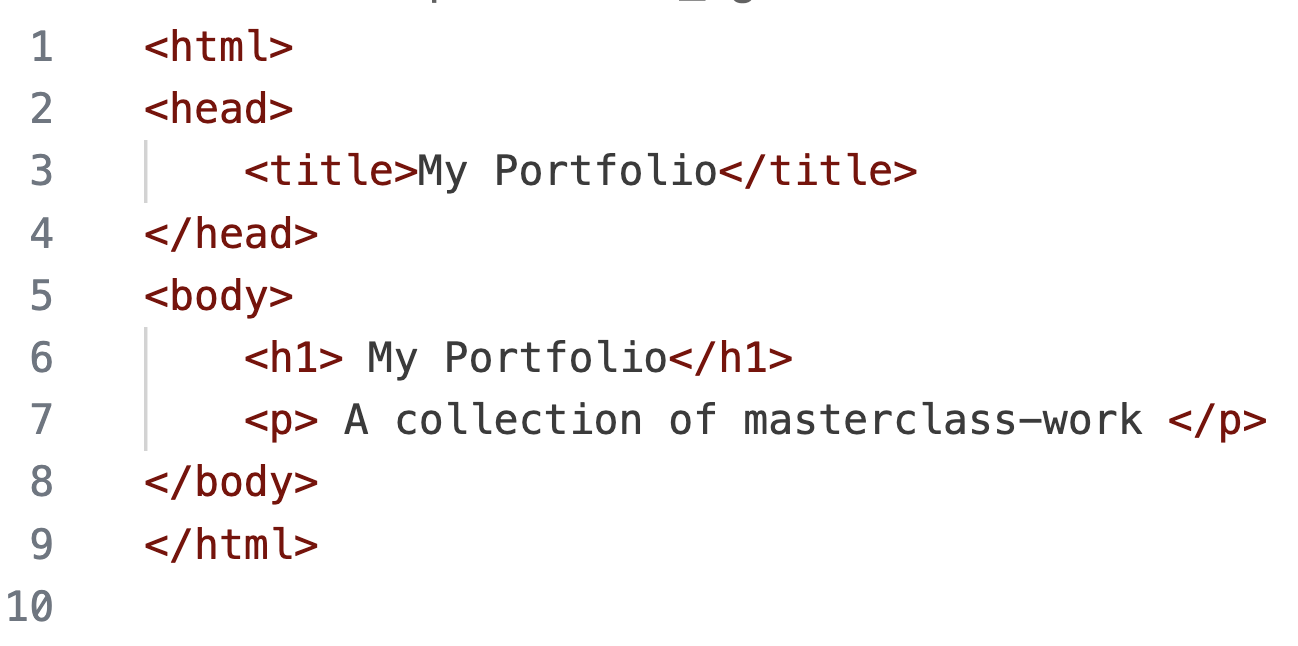 1 <html>
2 <head>
3 <title>My Portfolio</title>
4 </head>
5 <body>
6 <h1> My Portfolio</h1>
7 <p> A collection of masterclass-work </p>
8 </body>
9 </html>
10